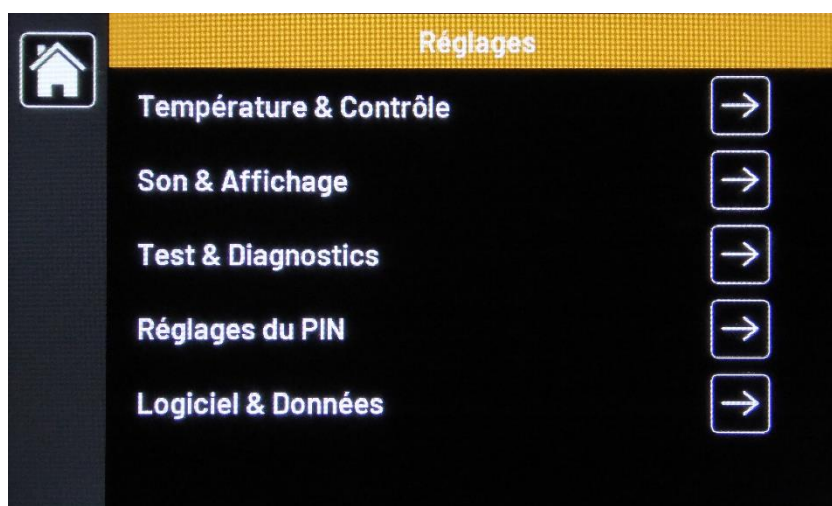 Réglages
Température & Contrôle
Son & Affichage
Test & Diagnostics
Réglages du PIN
Logiciel & Données